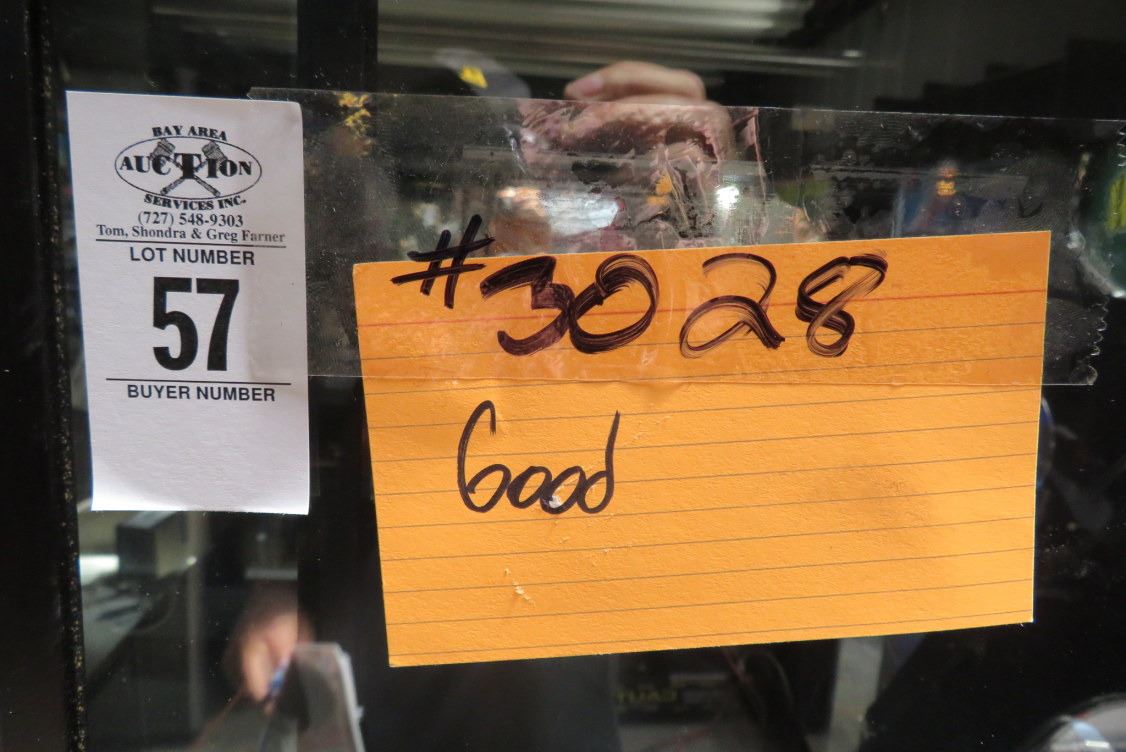 BAY AREA
AUCTION
SERVICES INC.
(727) 548-9303
Tom, Shondra & Greg Farner
LOT NUMBER
57
BUYER NUMBER
#3028
Good